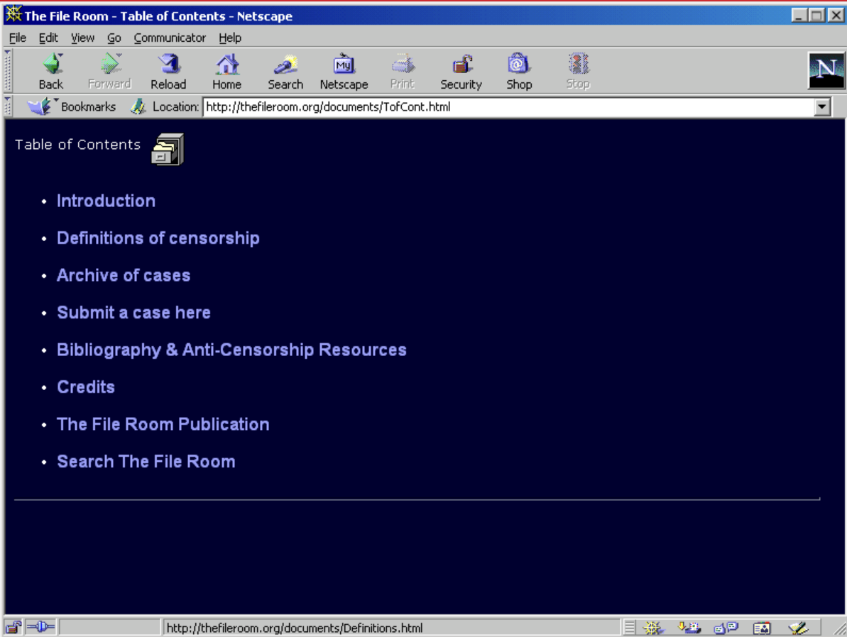 The File Room - Table of Contents - Netscape
File Edit View Go Communicator Help
Back Forward Reload Home Search Netscape Print Security Shop Stop
My
N
Bookmarks Location: http://thefileroom.org/documents/TofCont.html
Table of Contents
• Introduction
• Definitions of censorship
• Archive of cases
• Submit a case here
• Bibliography & Anti-Censorship Resources
• Credits
• The File Room Publication
• Search The File Room
http://thefileroom.org/documents/Definitions.html